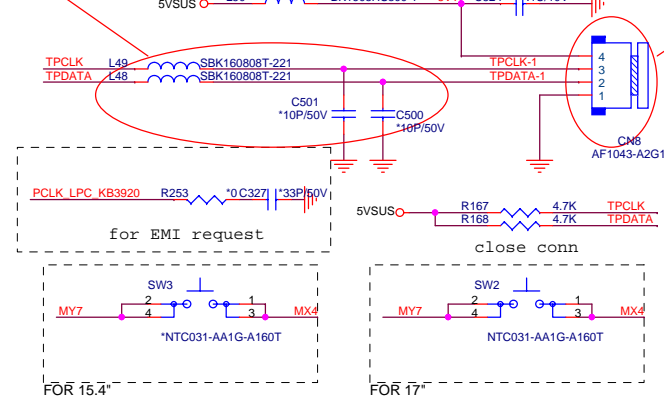 5VSUS
TPCLK L49 SBK160808T-221 TPCLK-1
TPDATA L48 SBK160808T-221 TPDATA-1
4
3
2
1
C501
*10P/50V
C500
*10P/50V
CN8
AF1043-A2G1
PCLK_LPC_KB3920 R253 *0 C327 *33P/50V
for EMI request
5VSUS R167 4.7K TPCLK
R168 4.7K TPDATA
close conn
SW3
2 1
MY7 4 3 MX4
*NTC031-AA1G-A160T
FOR 15.4"
SW2
2 1
MY7 4 3 MX4
NTC031-AA1G-A160T
FOR 17"